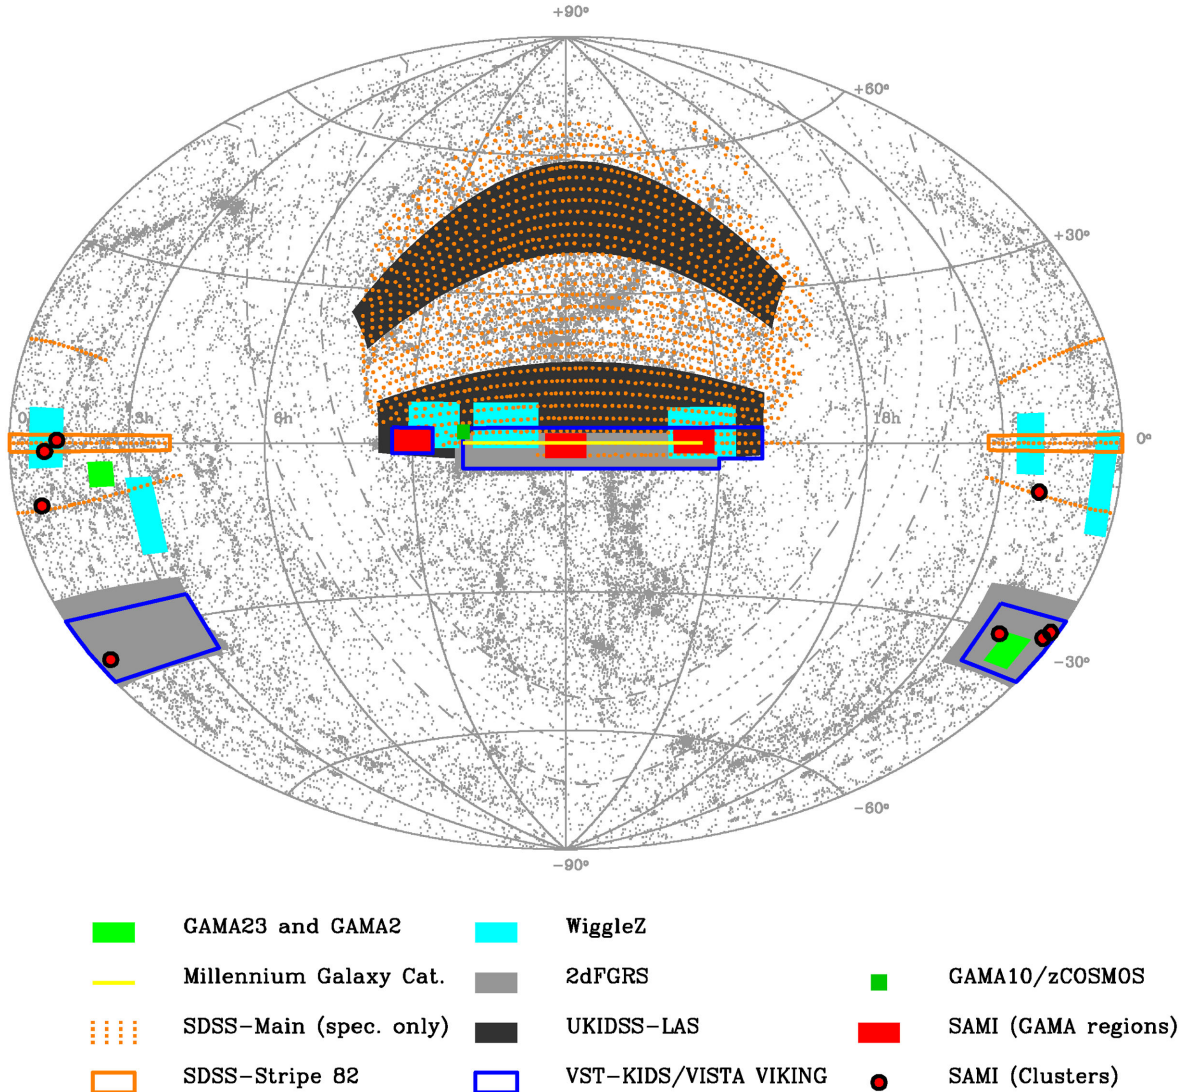 +90°
+60°
+30°
0
3h
6h
18h
2
0°
−30°
−60°
−90°
GAMA23 and GAMA2
WiggleZ
Millennium Galaxy Cat.
2dFGRS
GAMA10/zCOSMOS
SDSS−Main (spec. only)
UKIDSS−LAS
SAMI (GAMA regions)
SDSS−Stripe 82
VST−KIDS/VISTA VIKING
SAMI (Clusters)